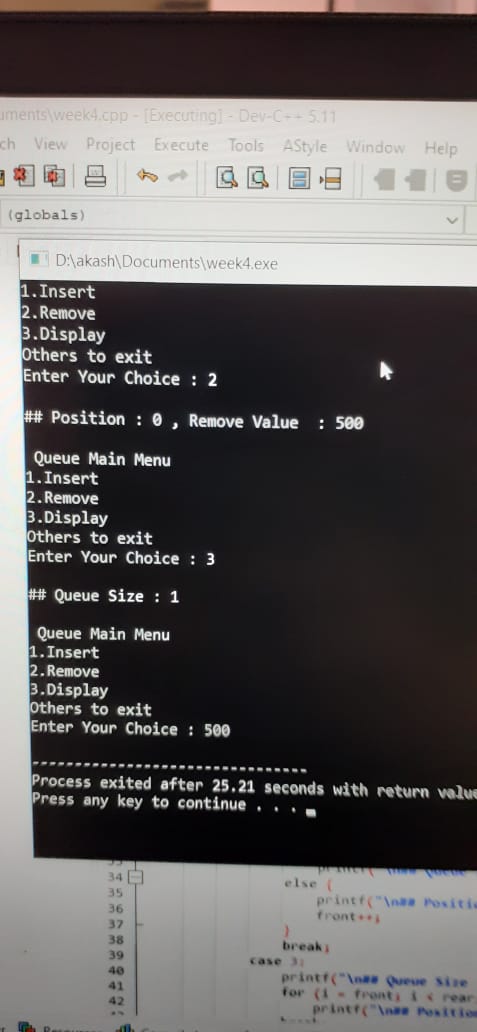 uments\week4.cpp - [Executing] - Dev-C++ 5.11
ch View Project Execute Tools AStyle Window Help
(globals)
D:\akash\Documents\week4.exe
1.Insert
2.Remove
3.Display
Others to exit
Enter Your Choice : 2
## Position : 0 , Remove Value  : 500
Queue Main Menu
1.Insert
2.Remove
3.Display
Others to exit
Enter Your Choice : 3
## Queue Size : 1
Queue Main Menu
1.Insert
2.Remove
3.Display
Others to exit
Enter Your Choice : 500
--------------------------------
Process exited after 25.21 seconds with return value
Press any key to continue . . .
34
35 else {
36 printf("\n## Positi
37 front++;
38 }
39 break;
40 case 3:
41 printf("\n## Queue Size
42 for (i = front; i < rear
printf("\n## Position